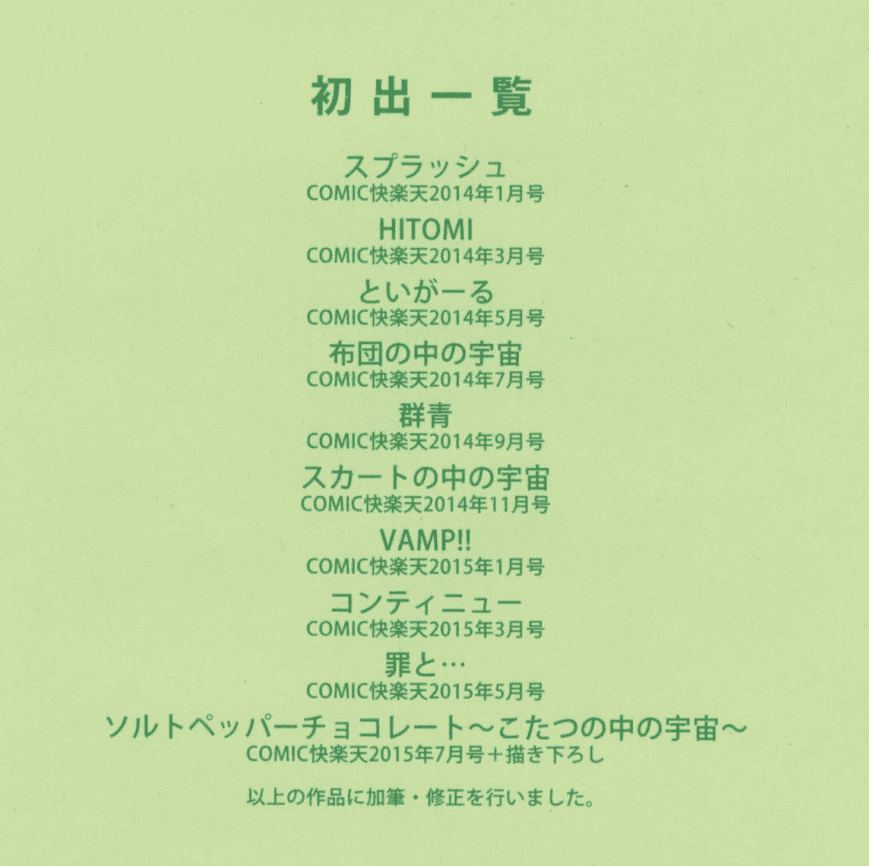 初出一覧
スプラッシュ
COMIC快楽天2014年1月号
HITOMI
COMIC快楽天2014年3月号
といがーる
COMIC快楽天2014年5月号
布団の中の宇宙
COMIC快楽天2014年7月号
群青
COMIC快楽天2014年9月号
スカートの中の宇宙
COMIC快楽天2014年11月号
VAMP!!
COMIC快楽天2015年1月号
コンティニュー
COMIC快楽天2015年3月号
罪と…
COMIC快楽天2015年5月号
ソルトペッパーチョコレート〜こたつの中の宇宙〜
COMIC快楽天2015年7月号＋描き下ろし
以上の作品に加筆・修正を行いました。